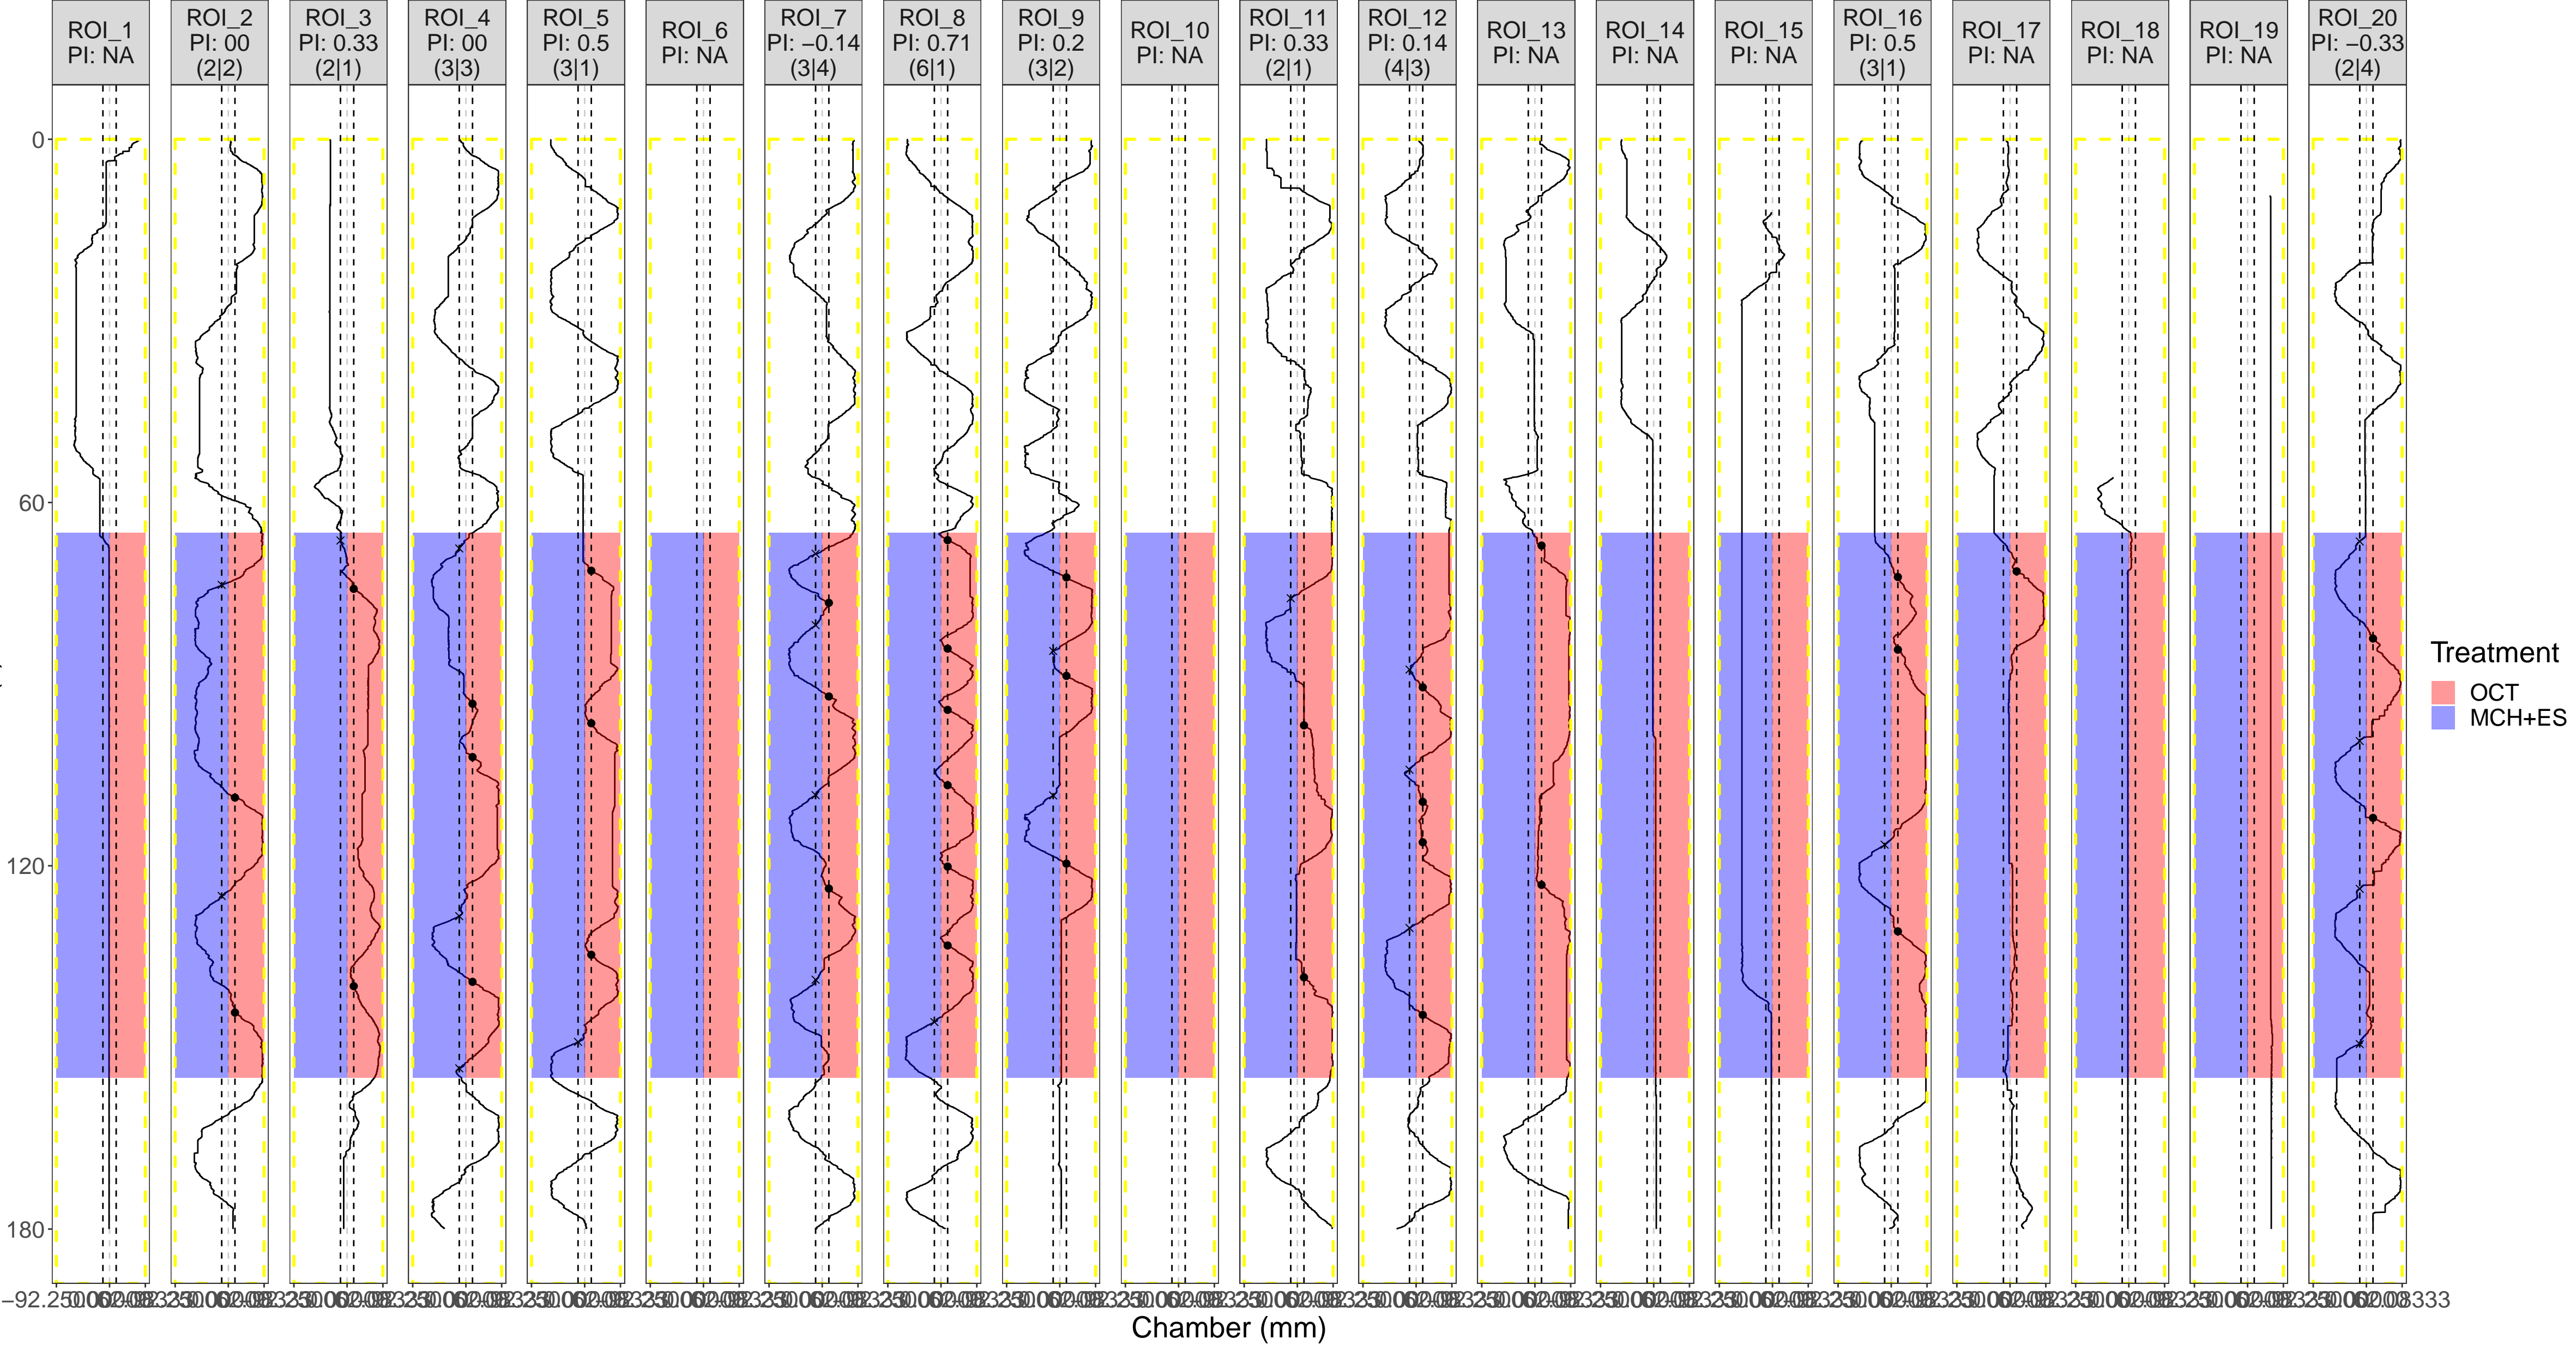 ROI_1
PI: NA
ROI_2
PI: 00
(2|2)
ROI_3
PI: 0.33
(2|1)
ROI_4
PI: 00
(3|3)
ROI_5
PI: 0.5
(3|1)
ROI_6
PI: NA
ROI_7
PI: −0.14
(3|4)
ROI_8
PI: 0.71
(6|1)
ROI_9
PI: 0.2
(3|2)
ROI_10
PI: NA
ROI_11
PI: 0.33
(2|1)
ROI_12
PI: 0.14
(4|3)
ROI_13
PI: NA
ROI_14
PI: NA
ROI_15
PI: NA
ROI_16
PI: 0.5
(3|1)
ROI_17
PI: NA
ROI_18
PI: NA
ROI_19
PI: NA
ROI_20
PI: −0.33
(2|4)
0
60
120
180
Treatment
OCT
MCH+ES
Chamber (mm)